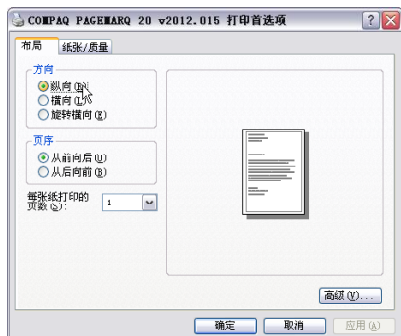 COMPAQ PAGEMARQ 20 v2012.015 打印首选项
布局
纸张/质量
方向
纵向(P)
横向(L)
旋转横向(E)
页序
从前向后(U)
从后向前(B)
每张纸打印的
页数(S):
1
高级(V)...
确定
取消
应用(A)